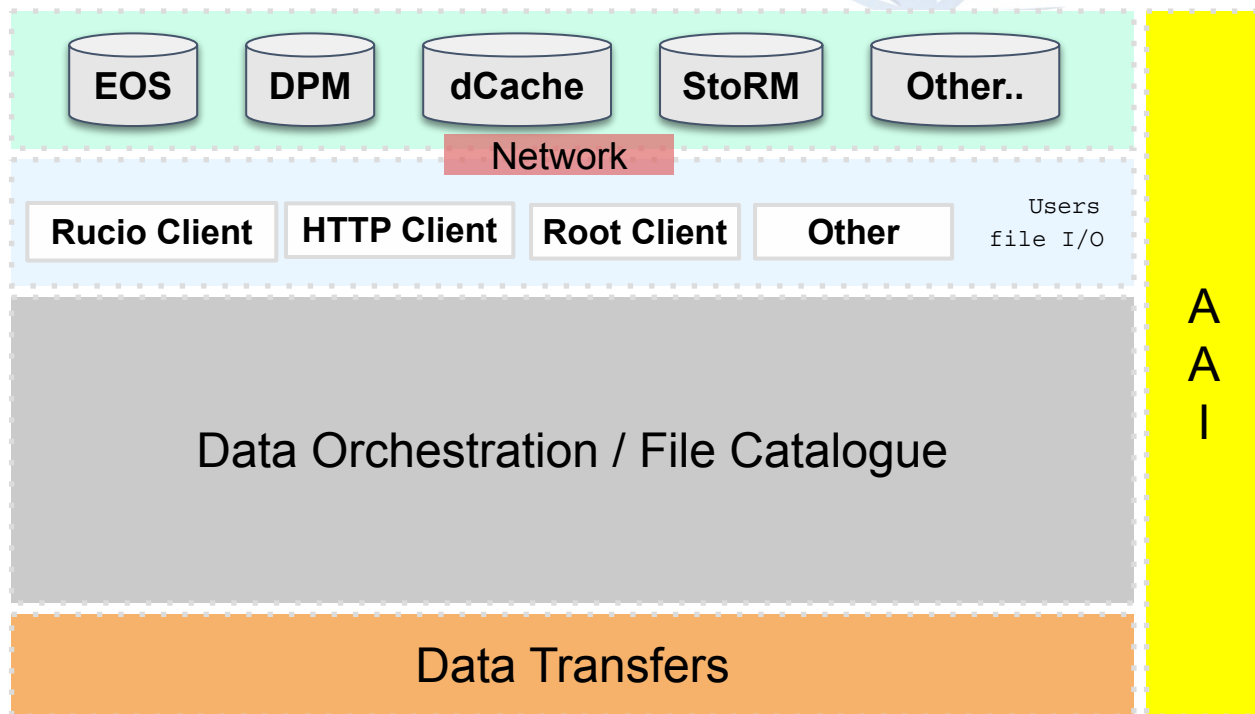 EOS DPM dCache StoRM Other..
Network
Users
Rucio Client HTTP Client Root Client Other file I/O
Data Orchestration / File Catalogue
Data Transfers
A
A
I